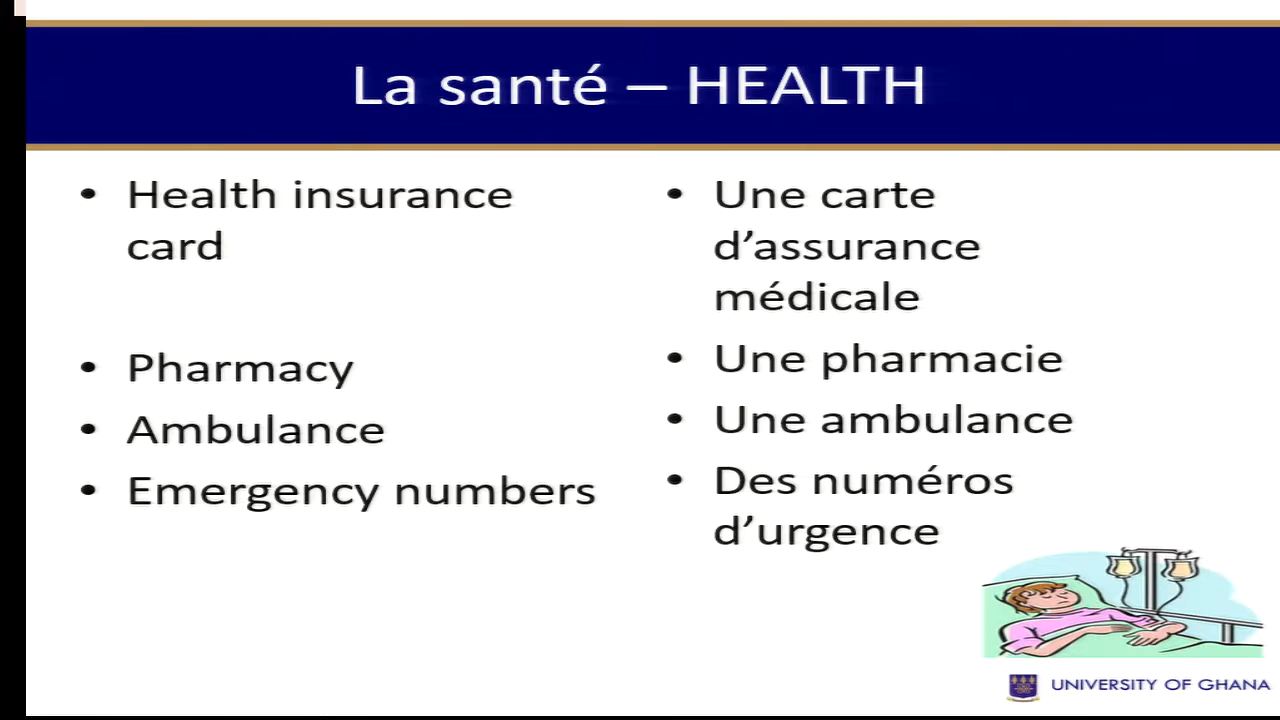 La santé – HEALTH
• Health insurance
card
• Pharmacy
• Ambulance
• Emergency numbers
• Une carte
d’assurance
médicale
• Une pharmacie
• Une ambulance
• Des numéros
d’urgence
UNIVERSITY OF GHANA